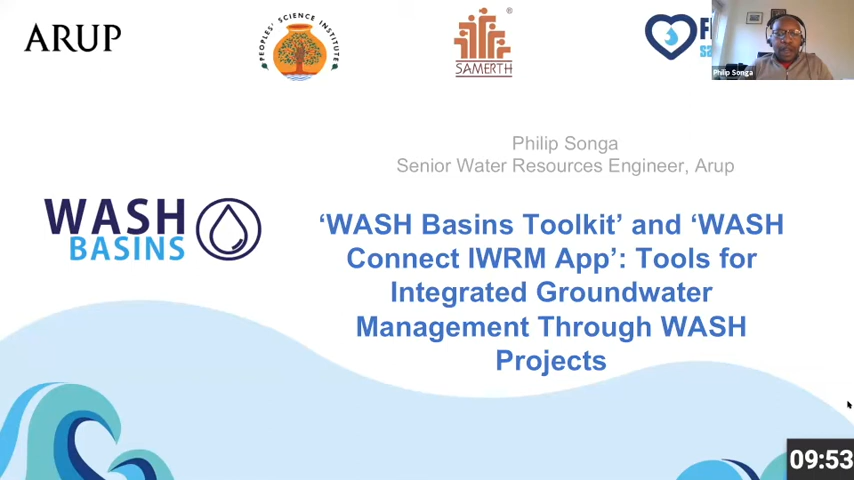 ARUP
PEOPLES' SCIENCE INSTITUTE
SAMERTH
®
Philip Songa
Philip Songa
Senior Water Resources Engineer, Arup
WASH
BASINS
‘WASH Basins Toolkit’ and ‘WASH
Connect IWRM App’: Tools for
Integrated Groundwater
Management Through WASH
Projects
09:53